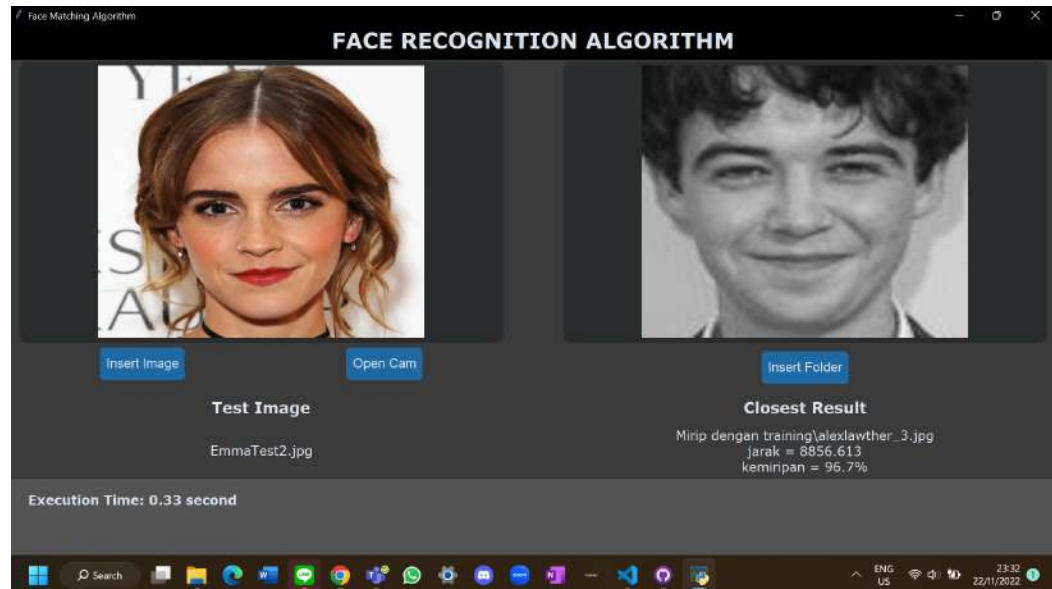 Face Matching Algorithm
FACE RECOGNITION ALGORITHM
Insert Image
Open Cam
Insert Folder
Test Image
Closest Result
EmmaTest2.jpg
Mirip dengan training\alexlawther_3.jpg
jarak = 8856.613
kemiripan = 96.7%
Execution Time: 0.33 second
Search
ENG
US
23:32
22/11/2022